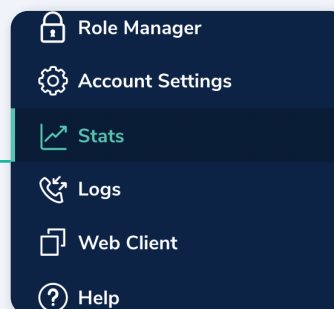 Role Manager
Account Settings
Stats
Logs
Web Client
Help